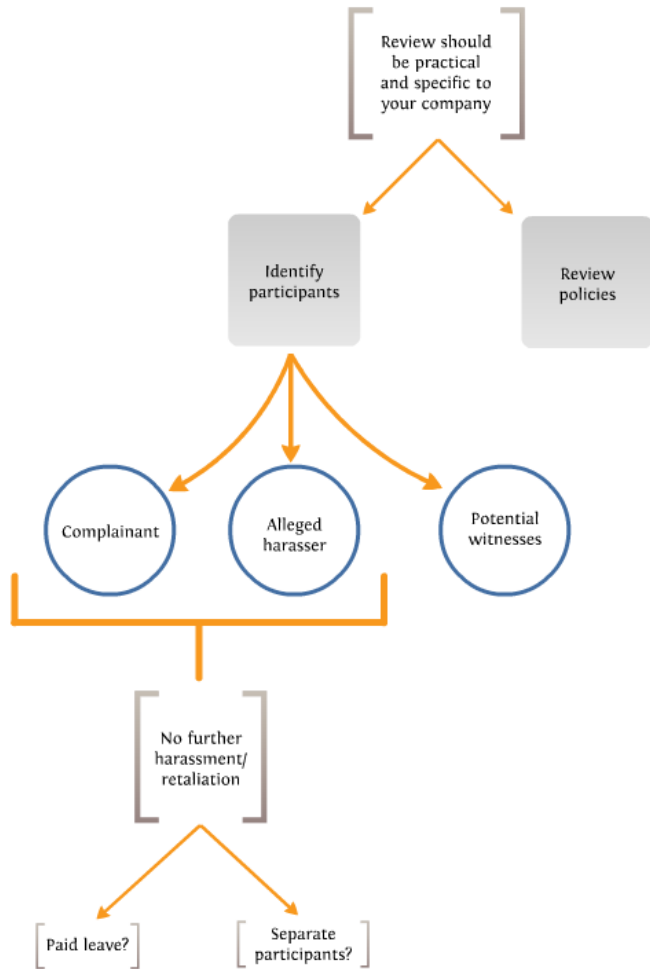 Review should
be practical
and specific to
your company
Identify
participants
Review
policies
Complainant
Alleged
harasser
Potential
witnesses
No further
harassment/
retaliation
Paid leave?
Separate
participants?